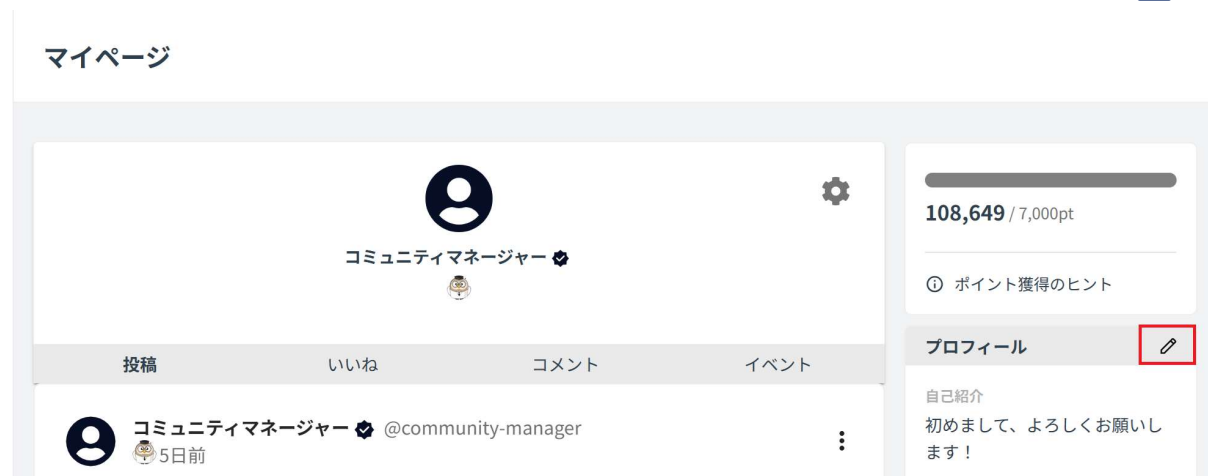 マイページ
コミュニティマネージャー
投稿
いいね
コメント
イベント
コミュニティマネージャー @community-manager
5日前
108,649 / 7,000pt
ポイント獲得のヒント
プロフィール
自己紹介
初めまして、よろしくお願いし
ます！